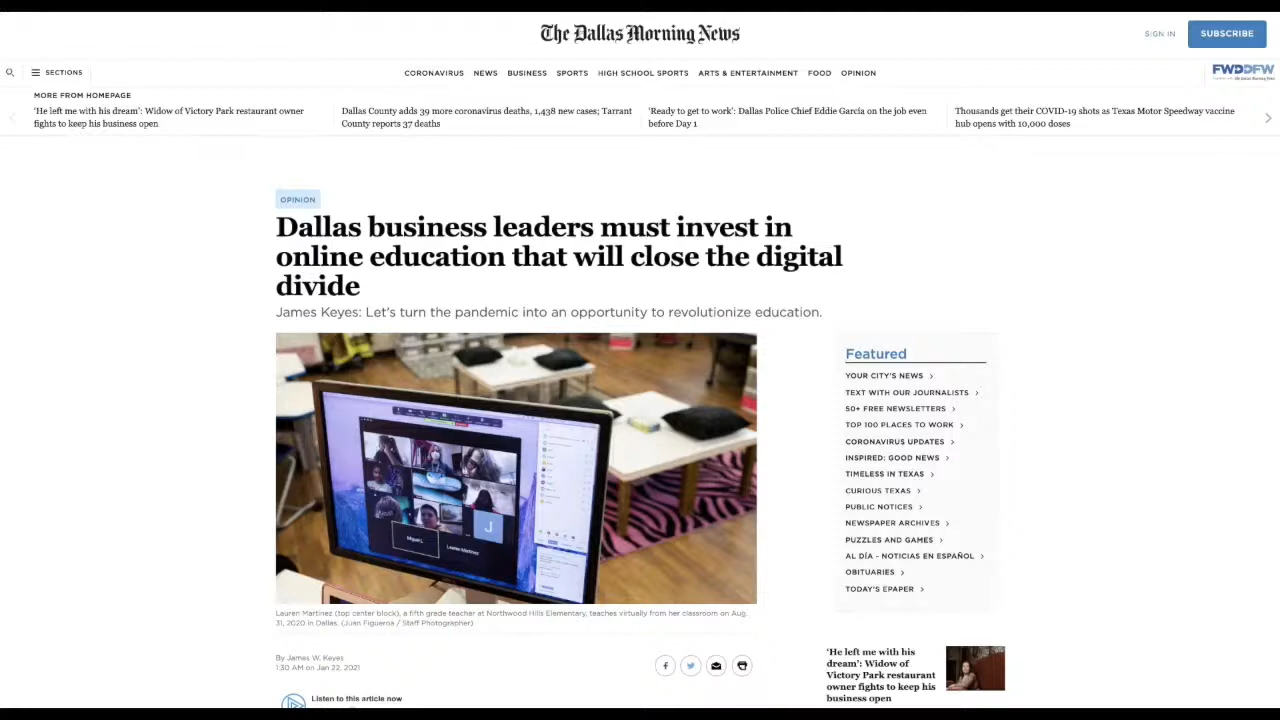 The Dallas Morning News
SIGN IN
SUBSCRIBE
SECTIONS
CORONAVIRUS NEWS BUSINESS SPORTS HIGH SCHOOL SPORTS ARTS & ENTERTAINMENT FOOD OPINION
FWDDFW
MORE FROM HOMEPAGE
‘He left me with his dream’: Widow of Victory Park restaurant owner
fights to keep his business open
Dallas County adds 39 more coronavirus deaths, 1,438 new cases; Tarrant
County reports 37 deaths
‘Ready to get to work’: Dallas Police Chief Eddie García on the job even
before Day 1
Thousands get their COVID-19 shots as Texas Motor Speedway vaccine
hub opens with 10,000 doses
OPINION
Dallas business leaders must invest in
online education that will close the digital
divide
James Keyes: Let’s turn the pandemic into an opportunity to revolutionize education.
J
Miguel L
Lauren Martinez
Lauren Martinez (top center block), a fifth grade teacher at Northwood Hills Elementary, teaches virtually from her classroom on Aug.
31, 2020 in Dallas. (Juan Figueroa / Staff Photographer)
By James W. Keyes
1:30 AM on Jan 22, 2021
Listen to this article now
Featured
YOUR CITY'S NEWS
TEXT WITH OUR JOURNALISTS
50+ FREE NEWSLETTERS
TOP 100 PLACES TO WORK
CORONAVIRUS UPDATES
INSPIRED: GOOD NEWS
TIMELESS IN TEXAS
CURIOUS TEXAS
PUBLIC NOTICES
NEWSPAPER ARCHIVES
PUZZLES AND GAMES
AL DÍA - NOTICIAS EN ESPAÑOL
OBITUARIES
TODAY'S EPAPER
‘He left me with his
dream’: Widow of
Victory Park restaurant
owner fights to keep his
business open